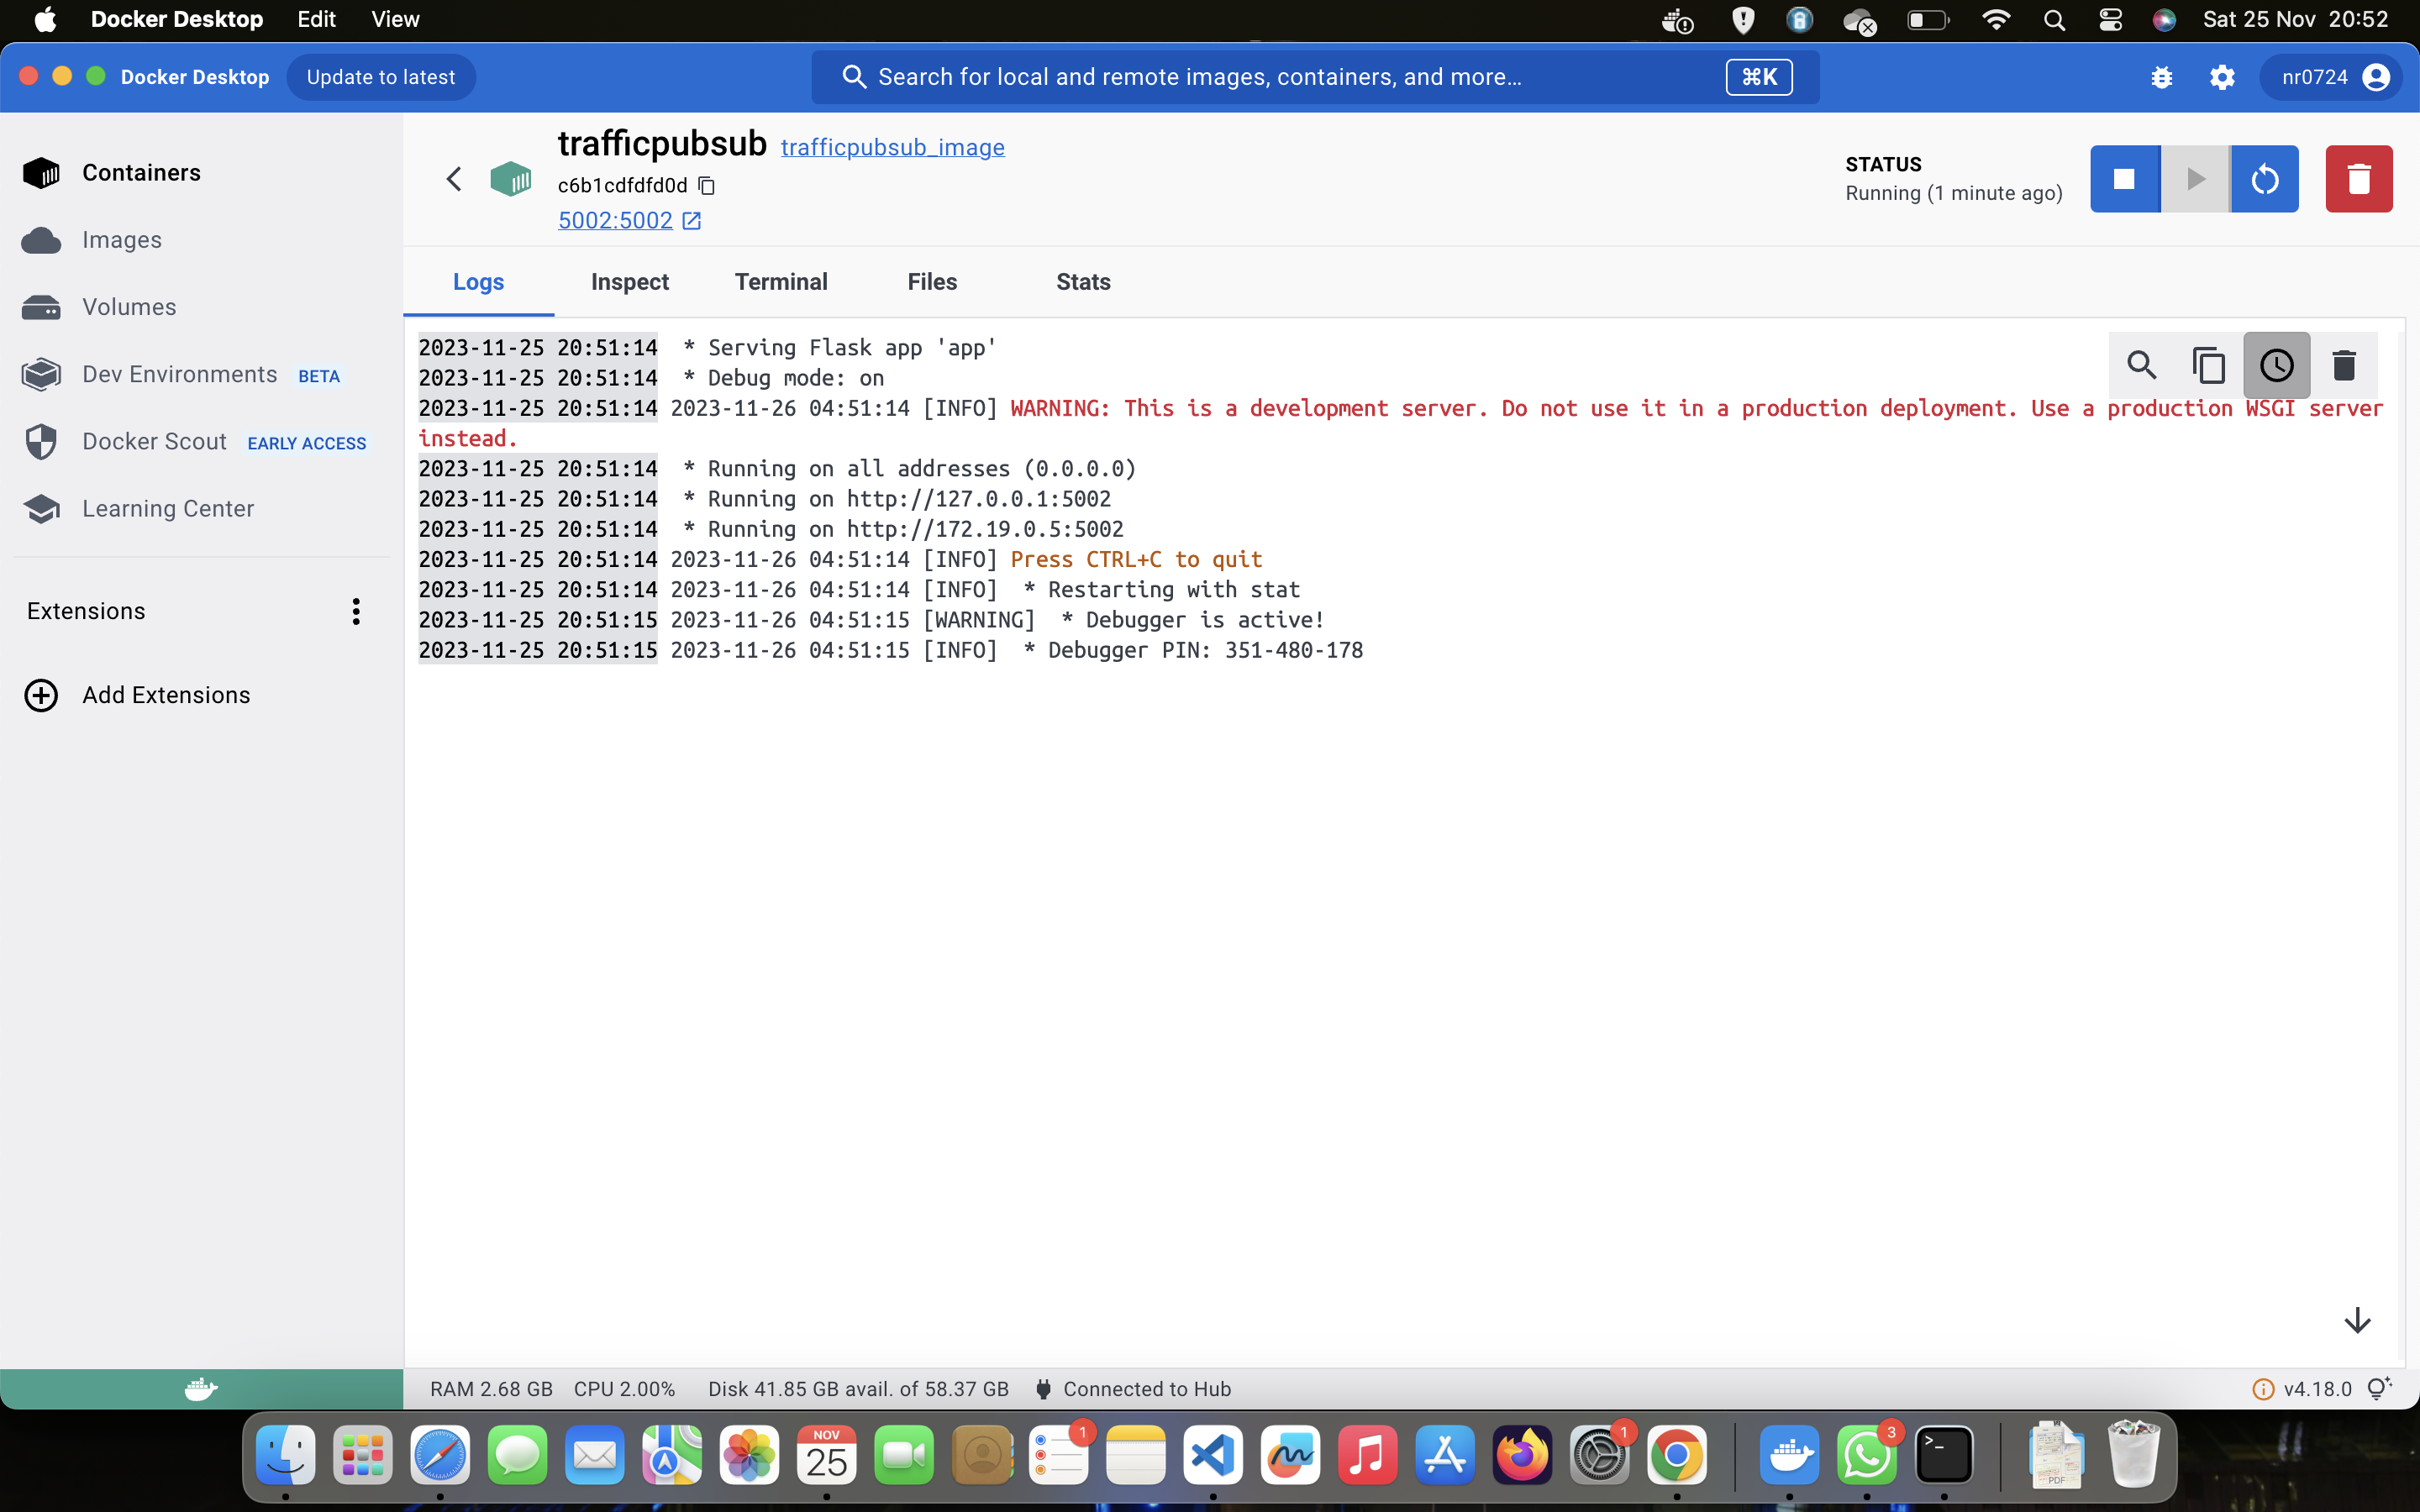 Docker Desktop Edit View Sat 25 Nov 20:52
Docker Desktop Update to latest Search for local and remote images, containers, and more... ⌘K nr0724
Containers
Images
Volumes
Dev Environments BETA
Docker Scout EARLY ACCESS
Learning Center
Extensions
Add Extensions
trafficpubsub trafficpubsub_image
c6b1cdfdfd0d
5002:5002
STATUS
Running (1 minute ago)
Logs Inspect Terminal Files Stats
2023-11-25 20:51:14 * Serving Flask app 'app'
2023-11-25 20:51:14 * Debug mode: on
2023-11-25 20:51:14 2023-11-26 04:51:14 [INFO] WARNING: This is a development server. Do not use it in a production deployment. Use a production WSGI server
instead.
2023-11-25 20:51:14 * Running on all addresses (0.0.0.0)
2023-11-25 20:51:14 * Running on http://127.0.0.1:5002
2023-11-25 20:51:14 * Running on http://172.19.0.5:5002
2023-11-25 20:51:14 2023-11-26 04:51:14 [INFO] Press CTRL+C to quit
2023-11-25 20:51:14 2023-11-26 04:51:14 [INFO] * Restarting with stat
2023-11-25 20:51:15 2023-11-26 04:51:15 [WARNING] * Debugger is active!
2023-11-25 20:51:15 2023-11-26 04:51:15 [INFO] * Debugger PIN: 351-480-178
RAM 2.68 GB CPU 2.00% Disk 41.85 GB avail. of 58.37 GB Connected to Hub v4.18.0
NOV
25
1
1
3
>_
PDF